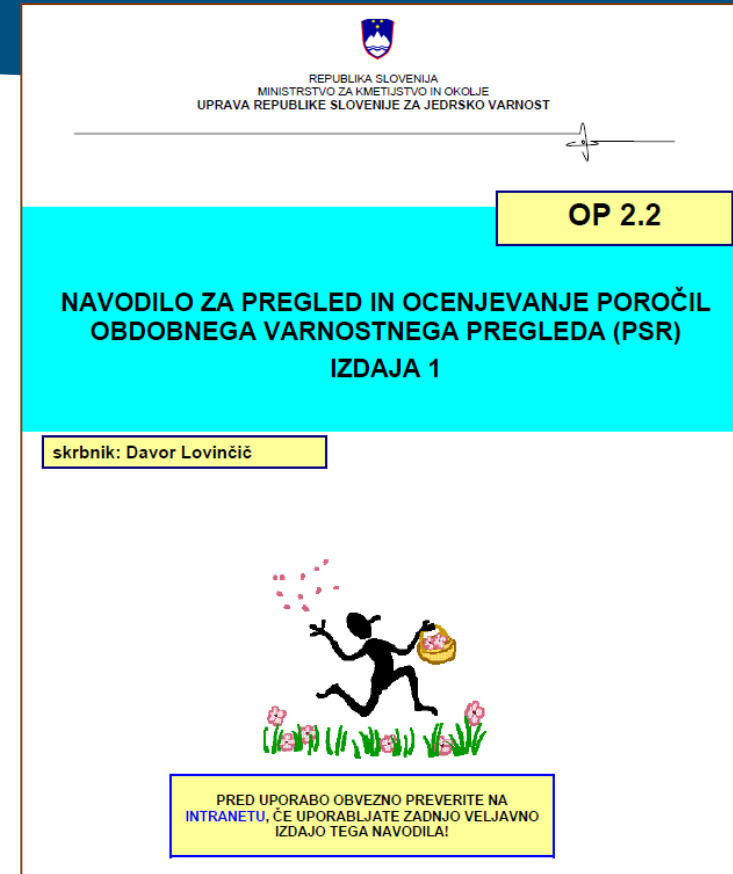 REPUBLIKA SLOVENIJA
MINISTRSTVO ZA KMETIJSTVO IN OKOLJE
UPRAVA REPUBLIKE SLOVENIJE ZA JEDRSKO VARNOST
OP 2.2
NAVODILO ZA PREGLED IN OCENJEVANJE POROČIL
OBDOBNEGA VARNOSTNEGA PREGLEDA (PSR)
IZDAJA 1
skrbnik: Davor Lovinčič
PRED UPORABO OBVEZNO PREVERITE NA
INTRANETU, ČE UPORABLJATE ZADNJO VELJAVNO
IZDAJO TEGA NAVODILA!